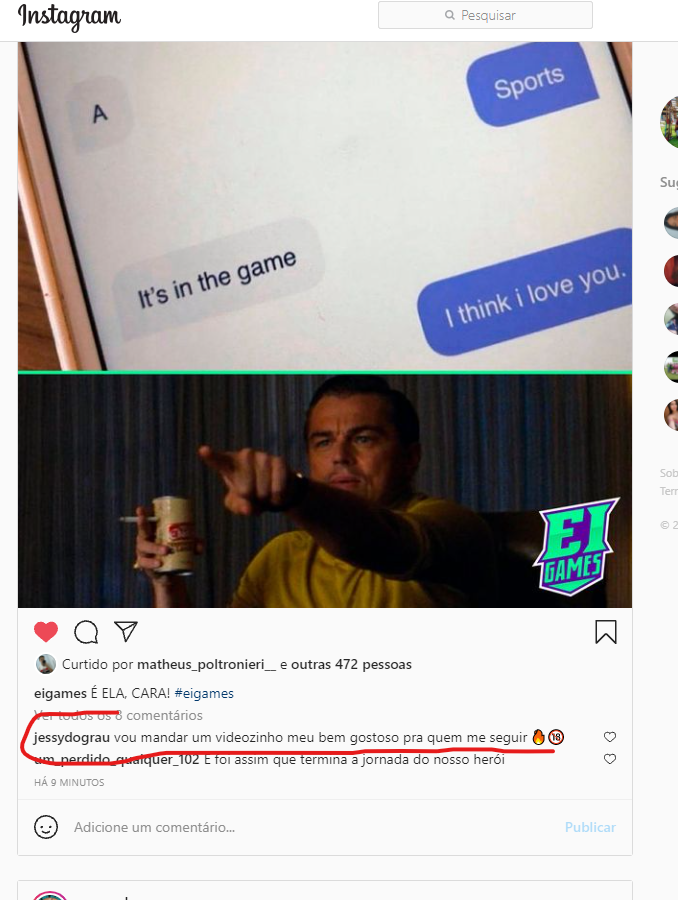 Instagram
Pesquisar
Sports
A
It's in the game
I think i love you.
EI
GAMES
Curtido por matheus_poltronieri__ e outras 472 pessoas
eigames É ELA, CARA! #eigames
Ver todos os 8 comentários
jessydograu vou mandar um videozinho meu bem gostoso pra quem me seguir 🔥🔞
um_perdido_qualquer_102 E foi assim que termina a jornada do nosso herói
HÁ 9 MINUTOS
Adicione um comentário... Publicar
Sug
Sob
Ter
© 2